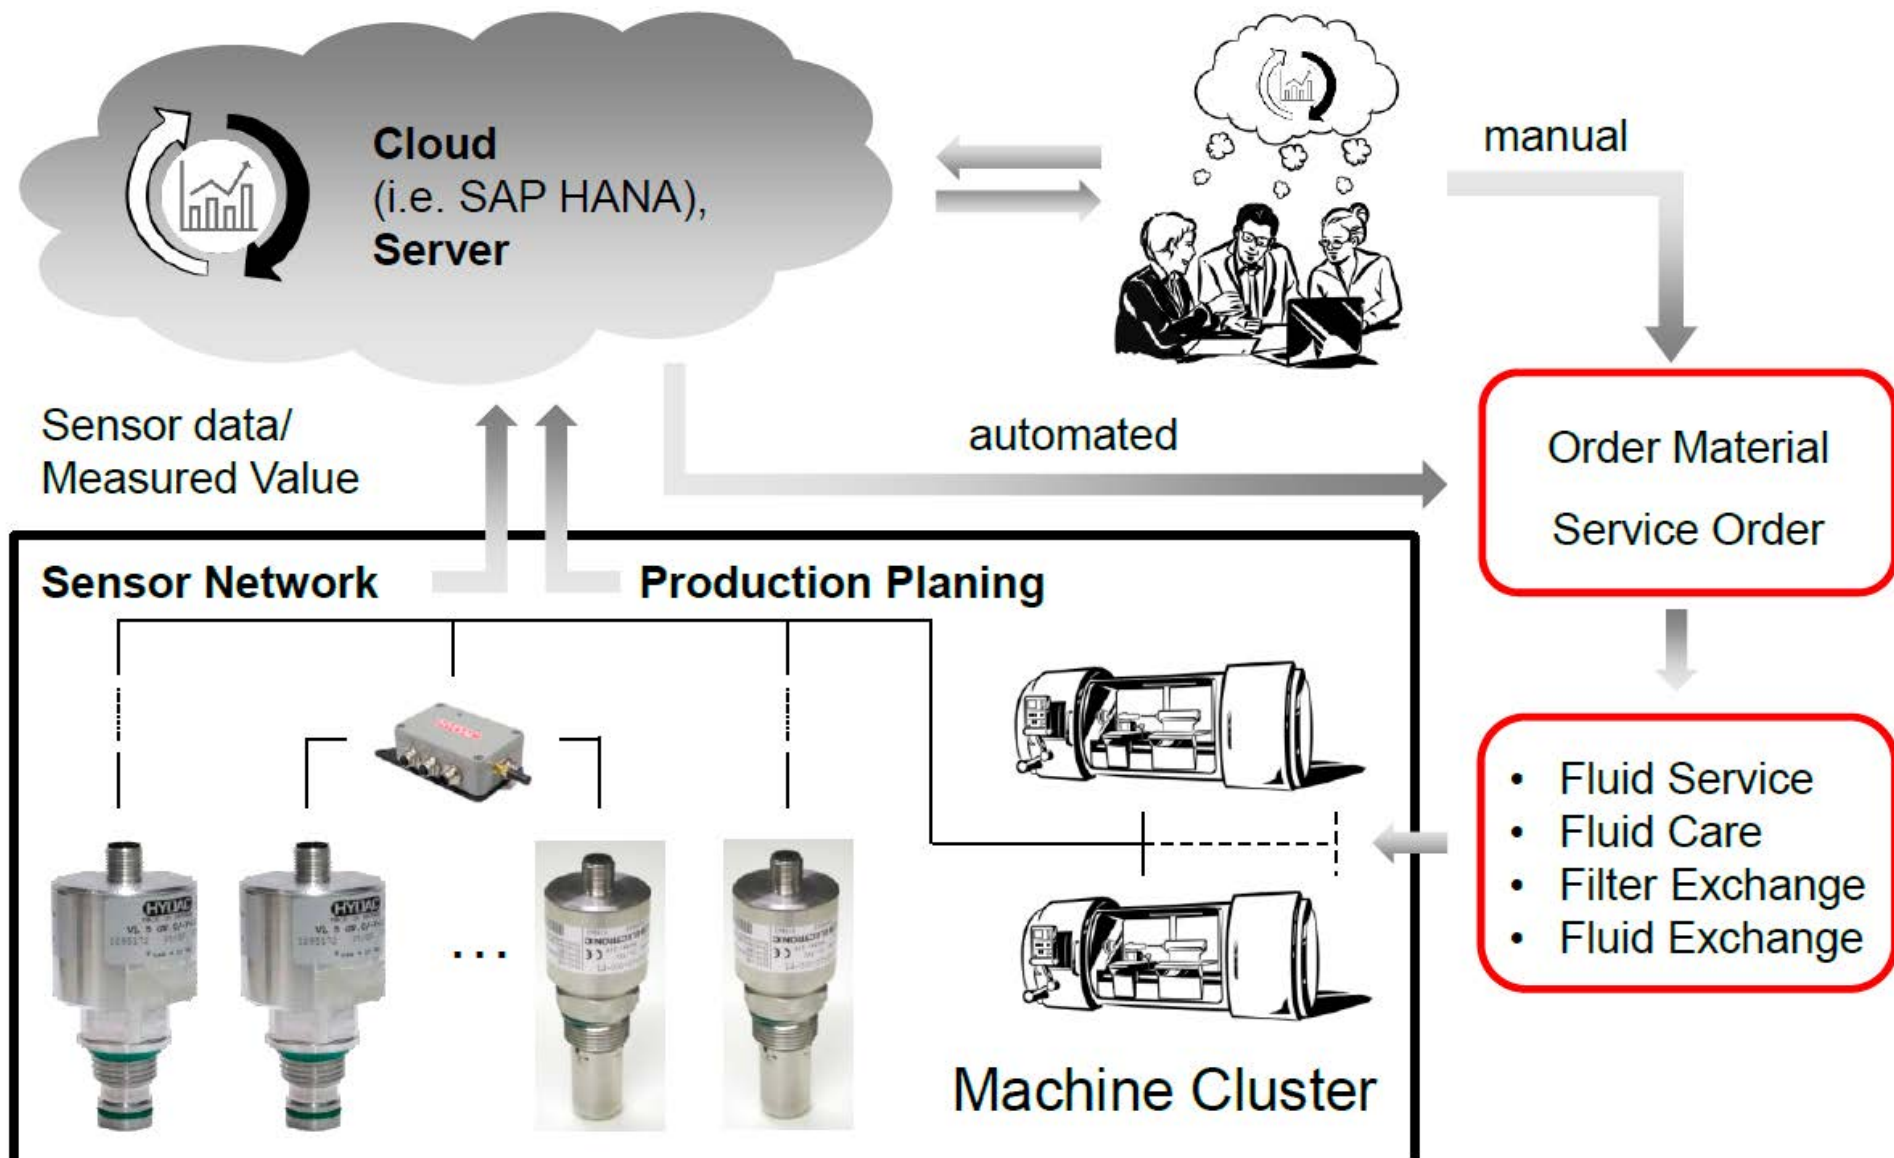 Cloud
(i.e. SAP HANA),
Server
manual
Sensor data/
Measured Value
automated
Order Material
Service Order
Sensor Network
Production Planing
• Fluid Service
• Fluid Care
• Filter Exchange
• Fluid Exchange
HYDAC
...
Machine Cluster